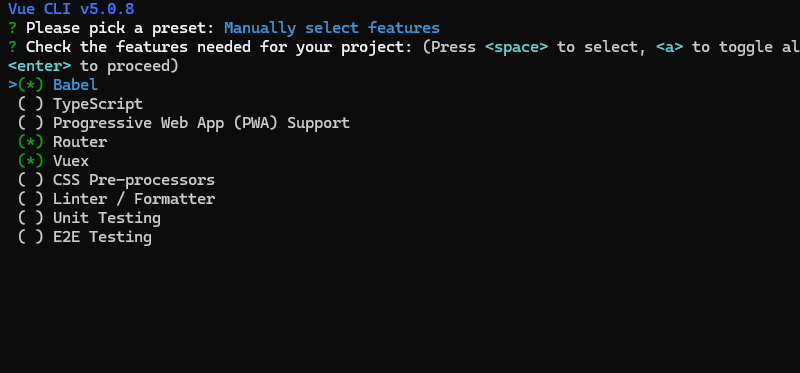 Vue CLI v5.0.8
? Please pick a preset: Manually select features
? Check the features needed for your project: (Press <space> to select, <a> to toggle al
<enter> to proceed)
>(*) Babel
( ) TypeScript
( ) Progressive Web App (PWA) Support
(*) Router
(*) Vuex
( ) CSS Pre-processors
( ) Linter / Formatter
( ) Unit Testing
( ) E2E Testing